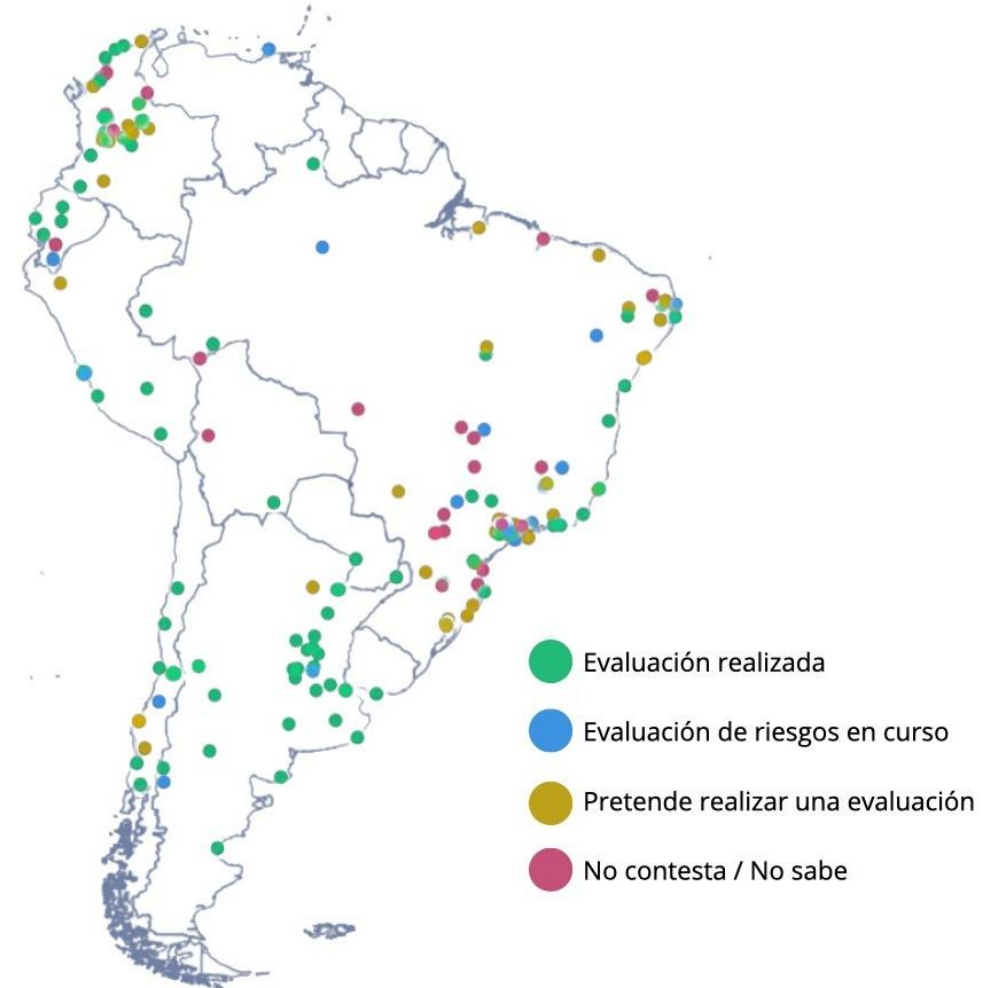 Evaluación realizada
Evaluación de riesgos en curso
Pretende realizar una evaluación
No contesta / No sabe